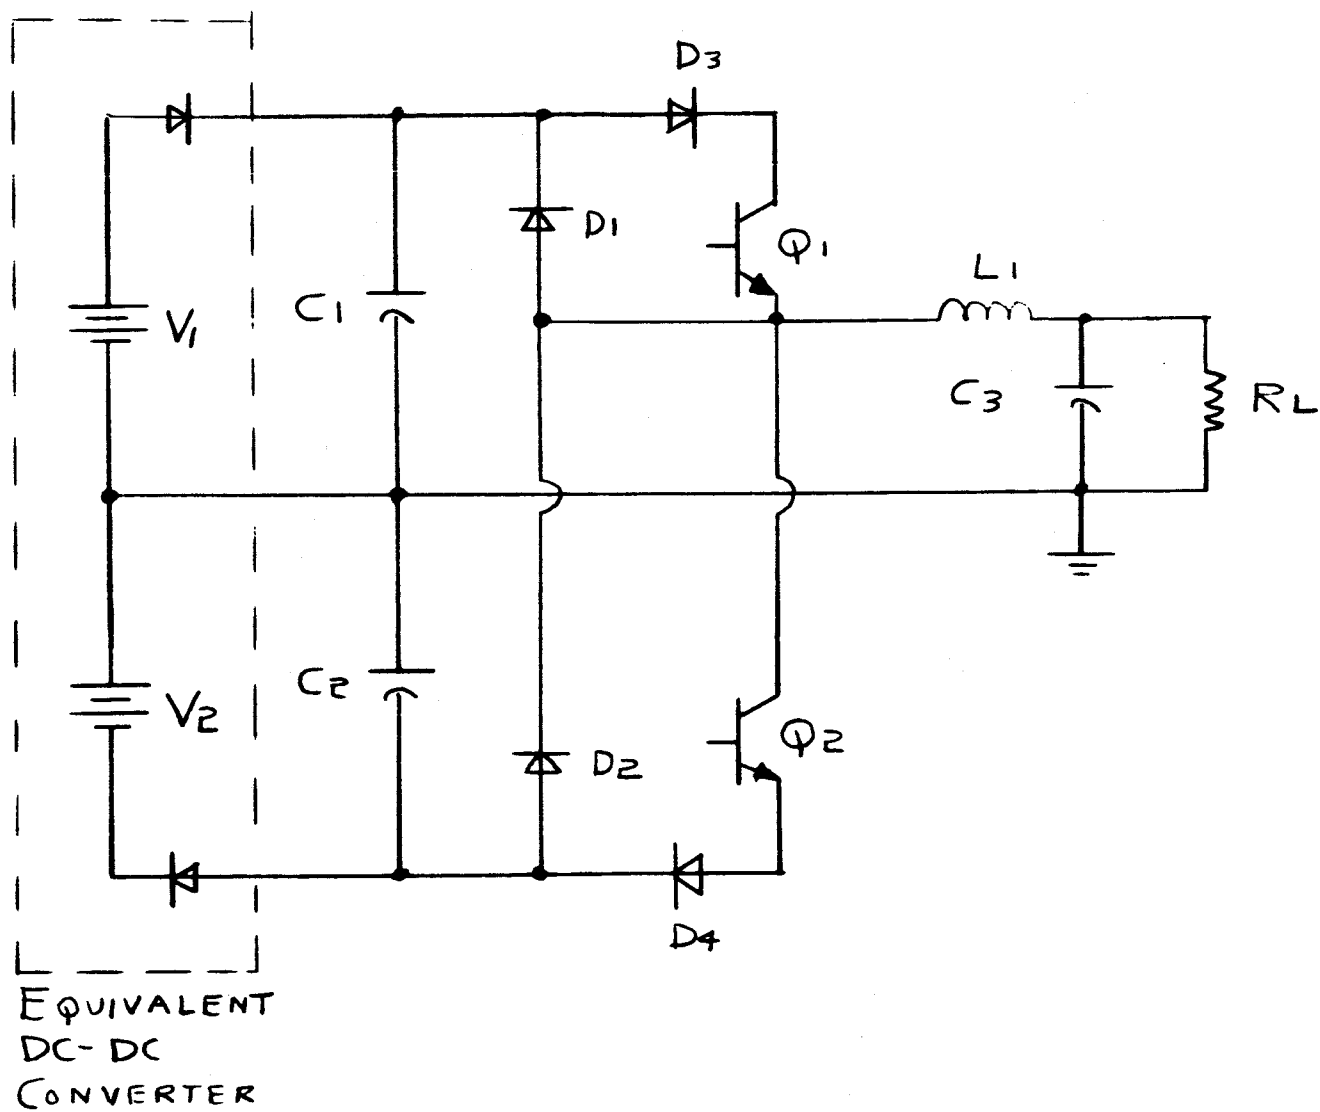 D3
D1
Q1
L1
C1
V1
C3
RL
C2
V2
Q2
D2
D4
EQUIVALENT
DC-DC
CONVERTER